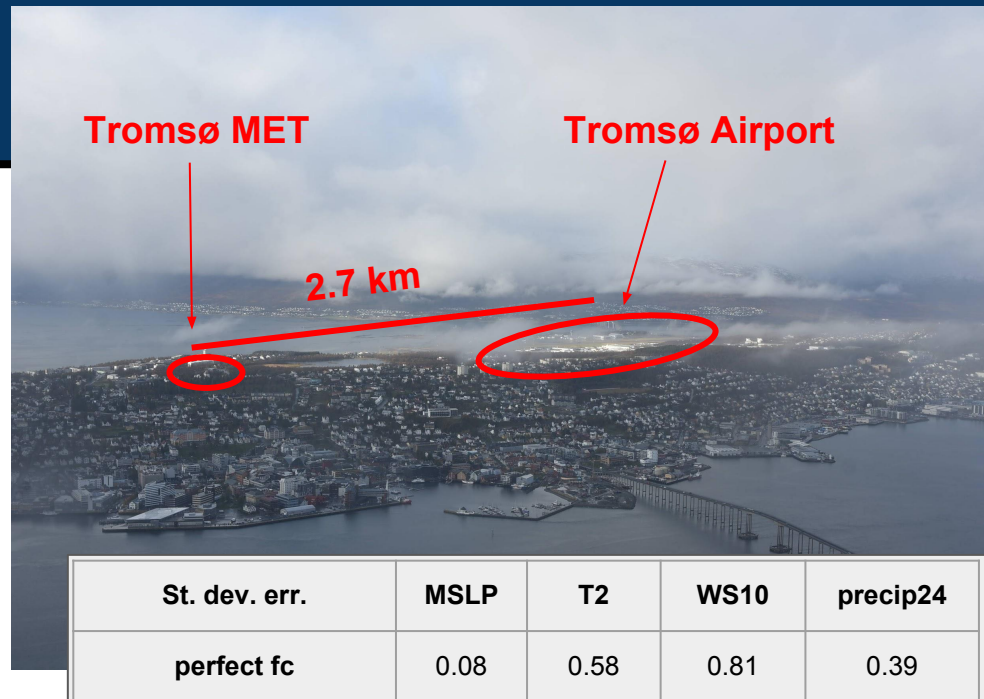 Tromsø MET
Tromsø Airport
2.7 km
St. dev. err. MSLP T2 WS10 precip24
perfect fc 0.08 0.58 0.81 0.39